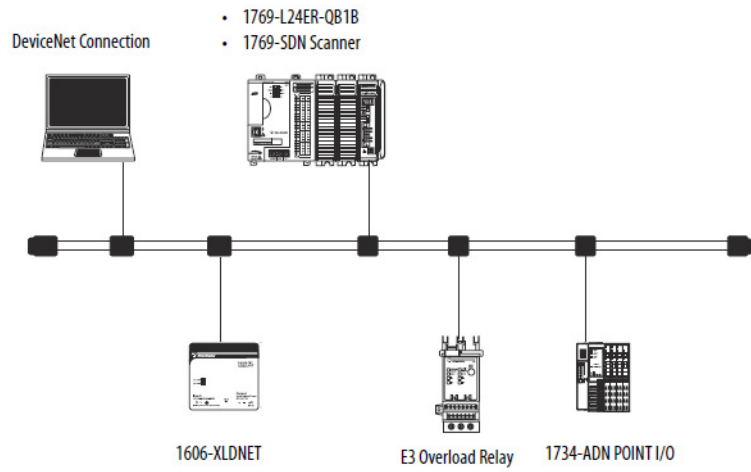 • 1769-L24ER-QB1B
DeviceNet Connection
• 1769-SDN Scanner
1606-XLDNET
E3 Overload Relay
1734-ADN POINT I/O